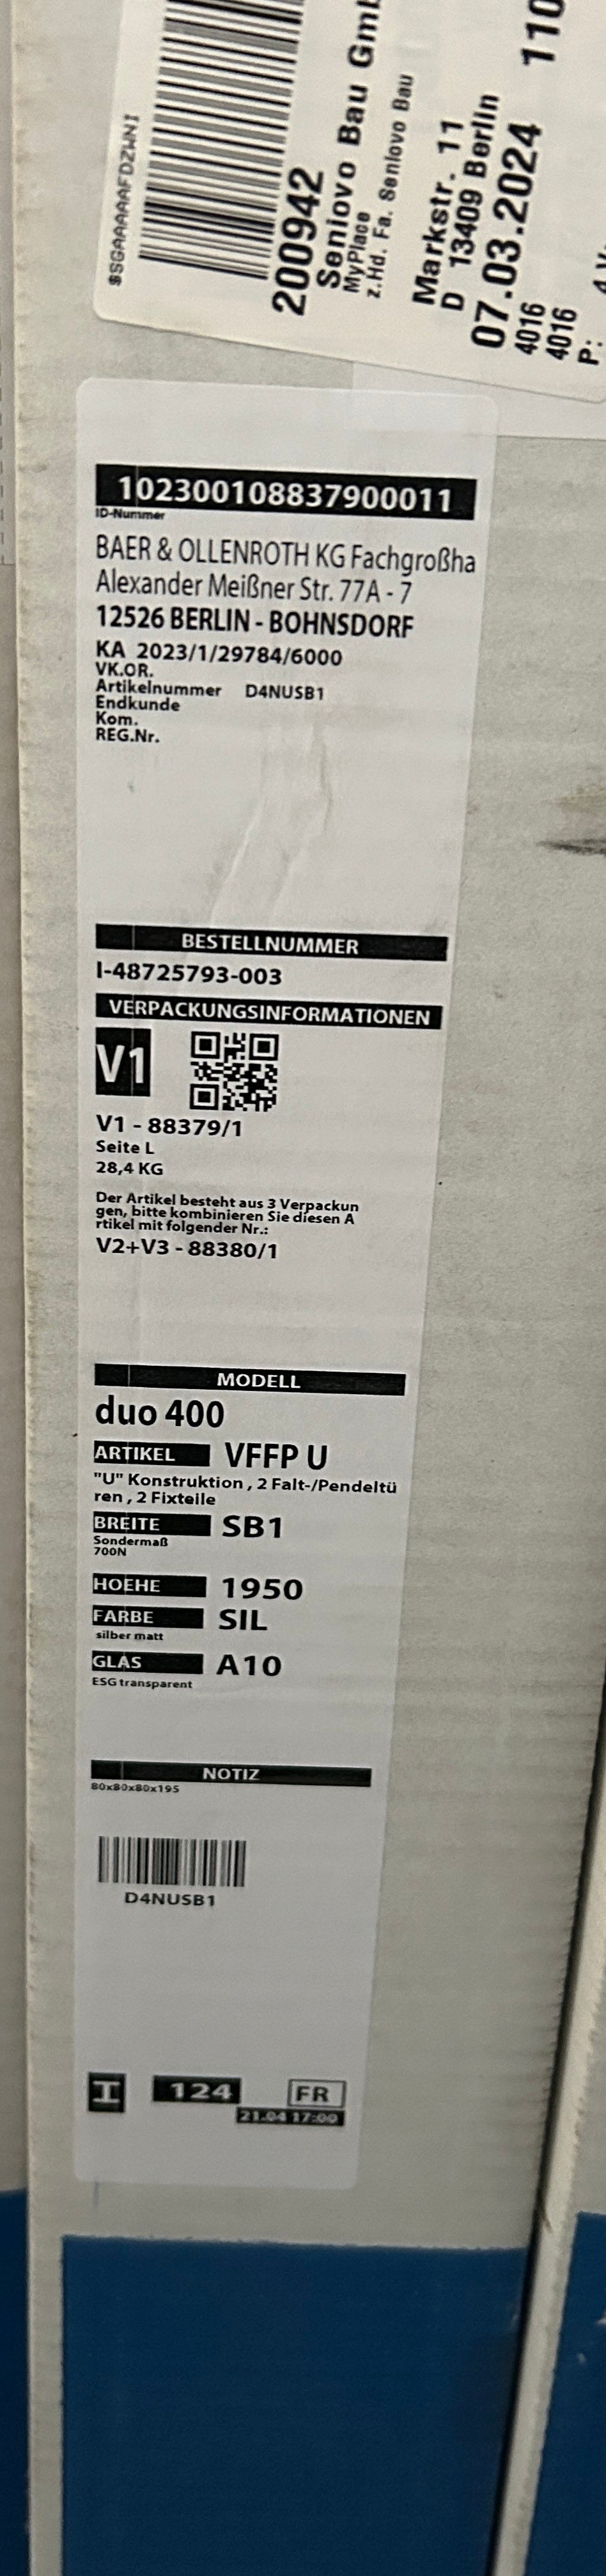 $SGAAAAAFDZWNI
200942
Seniovo Bau Gmb
MyPlace
z.Hd. Fa. Seniovo Bau
Markstr. 11
D 13409 Berlin
07.03.2024 110
4016
4016
P:
102300108837900011
ID-Nummer
BAER & OLLENROTH KG Fachgroßha
Alexander Meißner Str. 77A - 7
12526 BERLIN - BOHNSDORF
KA 2023/1/29784/6000
VK.OR.
Artikelnummer D4NUSB1
Endkunde
Kom.
REG.Nr.
BESTELLNUMMER
I-48725793-003
VERPACKUNGSINFORMATIONEN
V1
V1 - 88379/1
Seite L
28,4 KG
Der Artikel besteht aus 3 Verpackun
gen, bitte kombinieren Sie diesen A
rtikel mit folgender Nr.:
V2+V3 - 88380/1
MODELL
duo 400
ARTIKEL VFFP U
"U" Konstruktion , 2 Falt-/Pendeltü
ren , 2 Fixteile
BREITE SB1
Sondermaß
700N
HOEHE 1950
FARBE SIL
silber matt
GLAS A10
ESG transparent
NOTIZ
80x80x80x195
D4NUSB1
I 124 FR
21.04 17:00